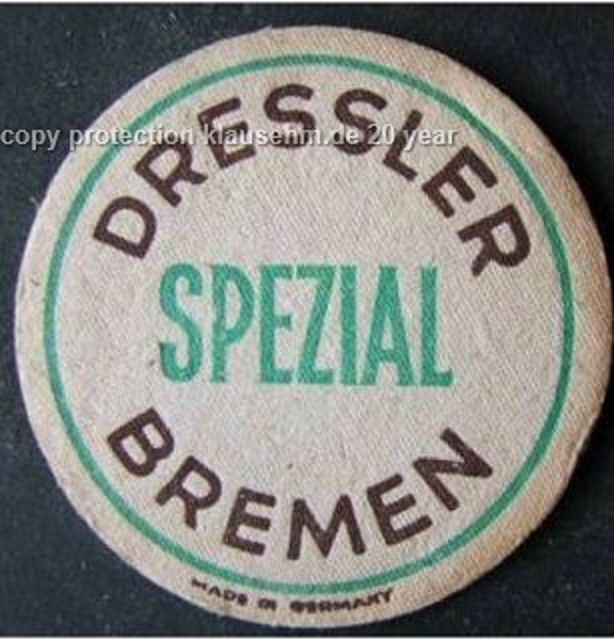 DRESSLER
copy protection klausehm.de 20 year
SPEZIAL
BREMEN
MADE IN GERMANY